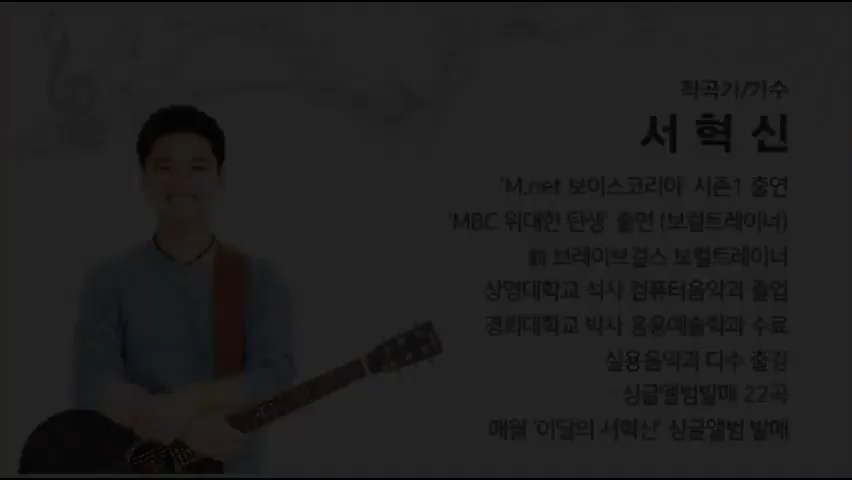 작곡가/가수
서 혁 신
'M.net 보이스코리아' 시즌1 출연
'MBC 위대한 탄생' 출연 (보컬트레이너)
前 브레이브걸스 보컬트레이너
상명대학교 석사 컴퓨터음악과 졸업
경희대학교 박사 응용예술학과 수료
실용음악과 다수 출강
싱글앨범발매 22곡
매월 '이달의 서혁신' 싱글앨범 발매